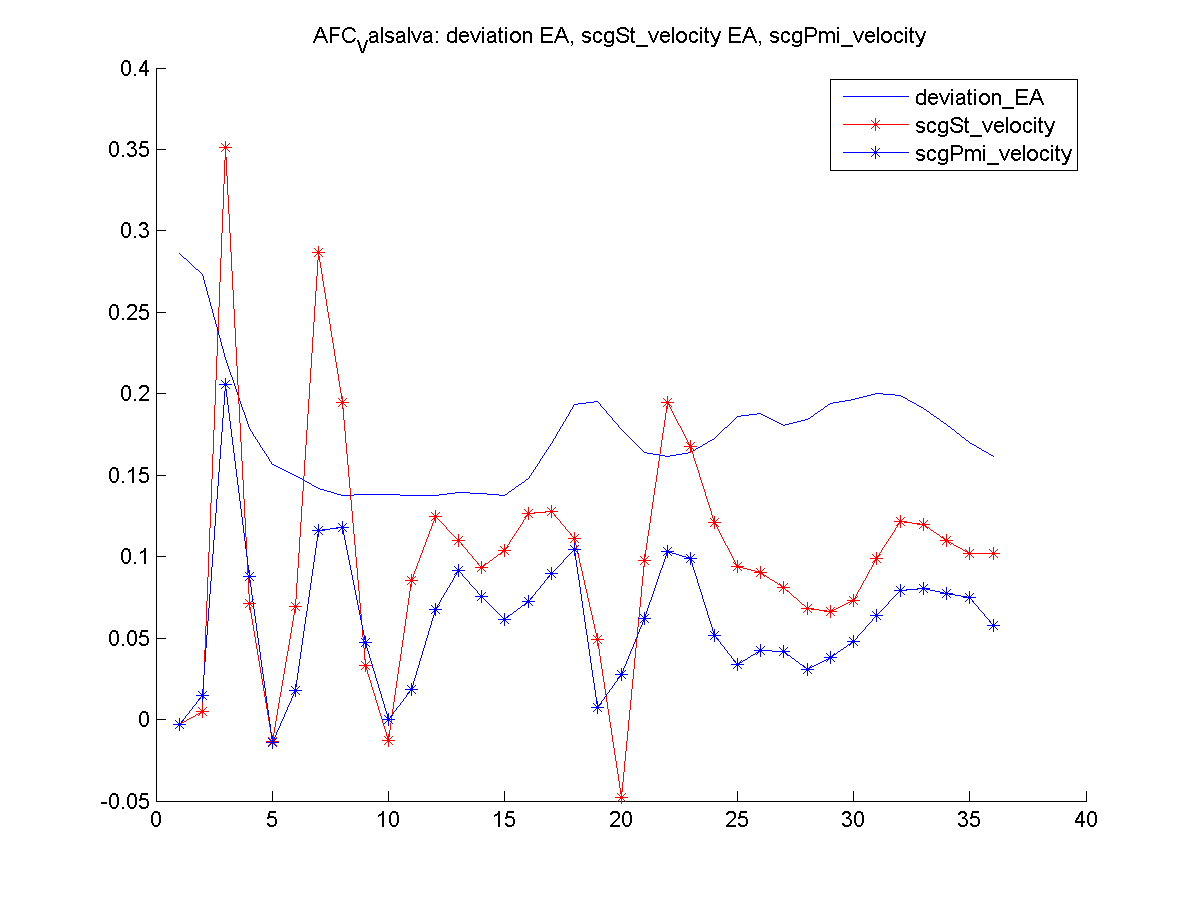 AFC_Valsalva: deviation EA, scgSt_velocity EA, scgPmi_velocity
0.4
deviation_EA
scgSt_velocity
scgPmi_velocity
0.35
0.3
0.25
0.2
0.15
0.1
0.05
0
-0.05
0 5 10 15 20 25 30 35 40